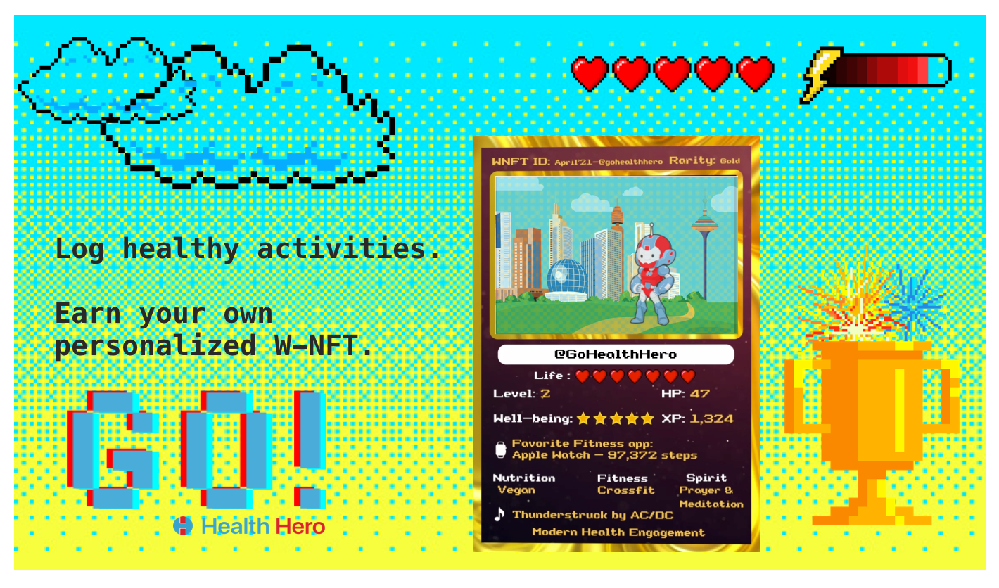 Log healthy activities.
Earn your own
personalized W-NFT.
GO!
Health Hero
WNFT ID: April'21-@gohealthhero Rarity: Gold
@GoHealthHero
Life :
Level: 2 HP: 47
Well-being: XP: 1,324
Favorite Fitness app:
Apple Watch - 97,372 steps
Nutrition Fitness Spirit
Vegan Crossfit Prayer &
Meditation
Thunderstruck by AC/DC
Modern Health Engagement